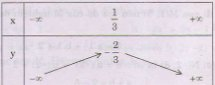 x -∞ 1/3 +∞
y -2/3
-∞ +∞